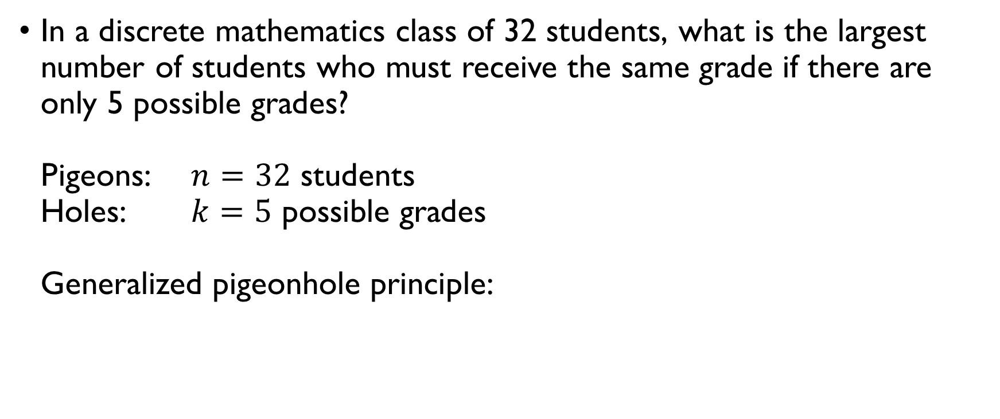 • In a discrete mathematics class of 32 students, what is the largest
number of students who must receive the same grade if there are
only 5 possible grades?
Pigeons: n = 32 students
Holes: k = 5 possible grades
Generalized pigeonhole principle: